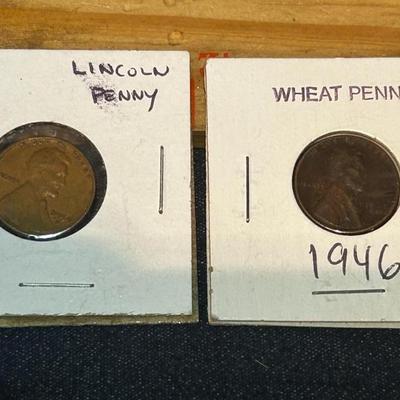 LINCOLN
PENNY
WHEAT PENN
1946